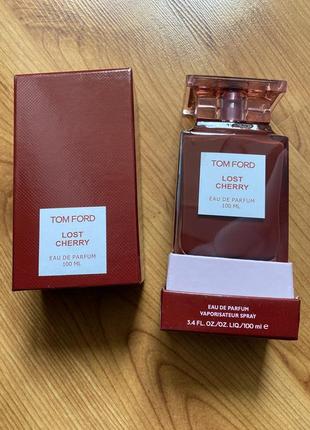 TOM FORD
LOST
CHERRY
EAU DE PARFUM
100 ML
TOM FORD
LOST
CHERRY
EAU DE PARFUM
100 ML
EAU DE PARFUM
VAPORISATEUR SPRAY
3.4 FL.OZ./OZ. LIQ./100 ml e